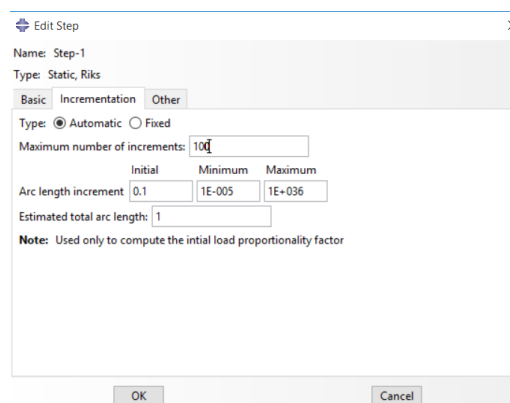 Edit Step
Name: Step-1
Type: Static, Riks
Basic Incrementation Other
Type: Automatic Fixed
Maximum number of increments: 100
Initial Minimum Maximum
Arc length increment 0.1 1E-005 1E+036
Estimated total arc length: 1
Note: Used only to compute the intial load proportionality factor
OK Cancel